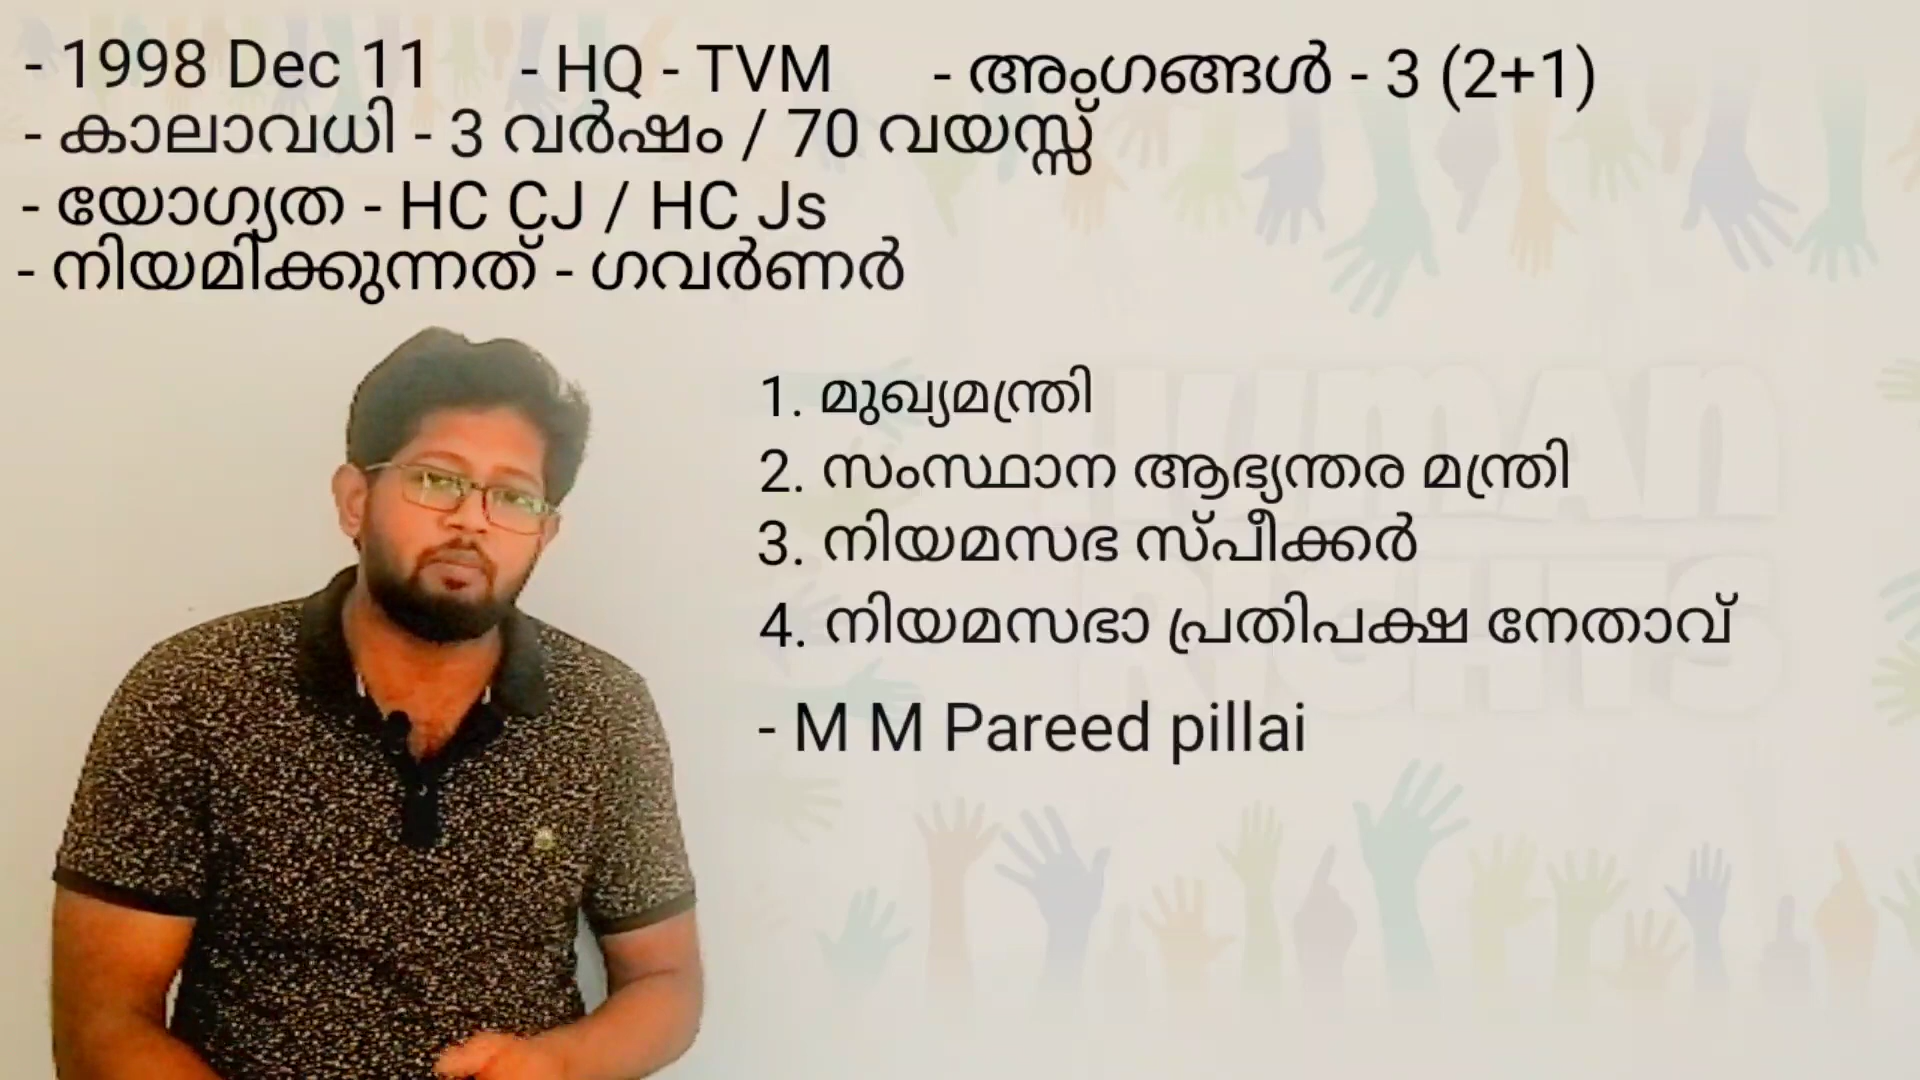 - 1998 Dec 11 - HQ - TVM - അംഗങ്ങൾ - 3 (2+1)
- കാലാവധി - 3 വർഷം / 70 വയസ്സ്
- യോഗ്യത - HC CJ / HC Js
- നിയമിക്കുന്നത് - ഗവർണർ
1. മുഖ്യമന്ത്രി
2. സംസ്ഥാന ആഭ്യന്തര മന്ത്രി
3. നിയമസഭ സ്പീക്കർ
4. നിയമസഭാ പ്രതിപക്ഷ നേതാവ്
- M M Pareed pillai
HUMAN
RIGHTS